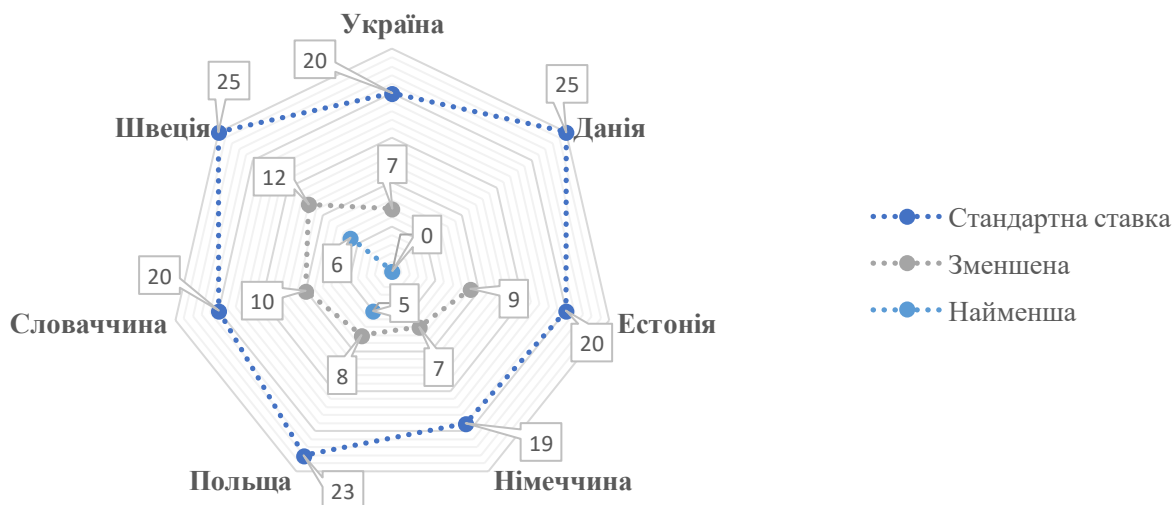 Україна
20
25
25
Швеція
Данія
12
7
0
Стандартна ставка
6
Зменшена
20
10
5
9
Найменша
Словаччина
Естонія
20
8
7
19
Польща
23
Німеччина